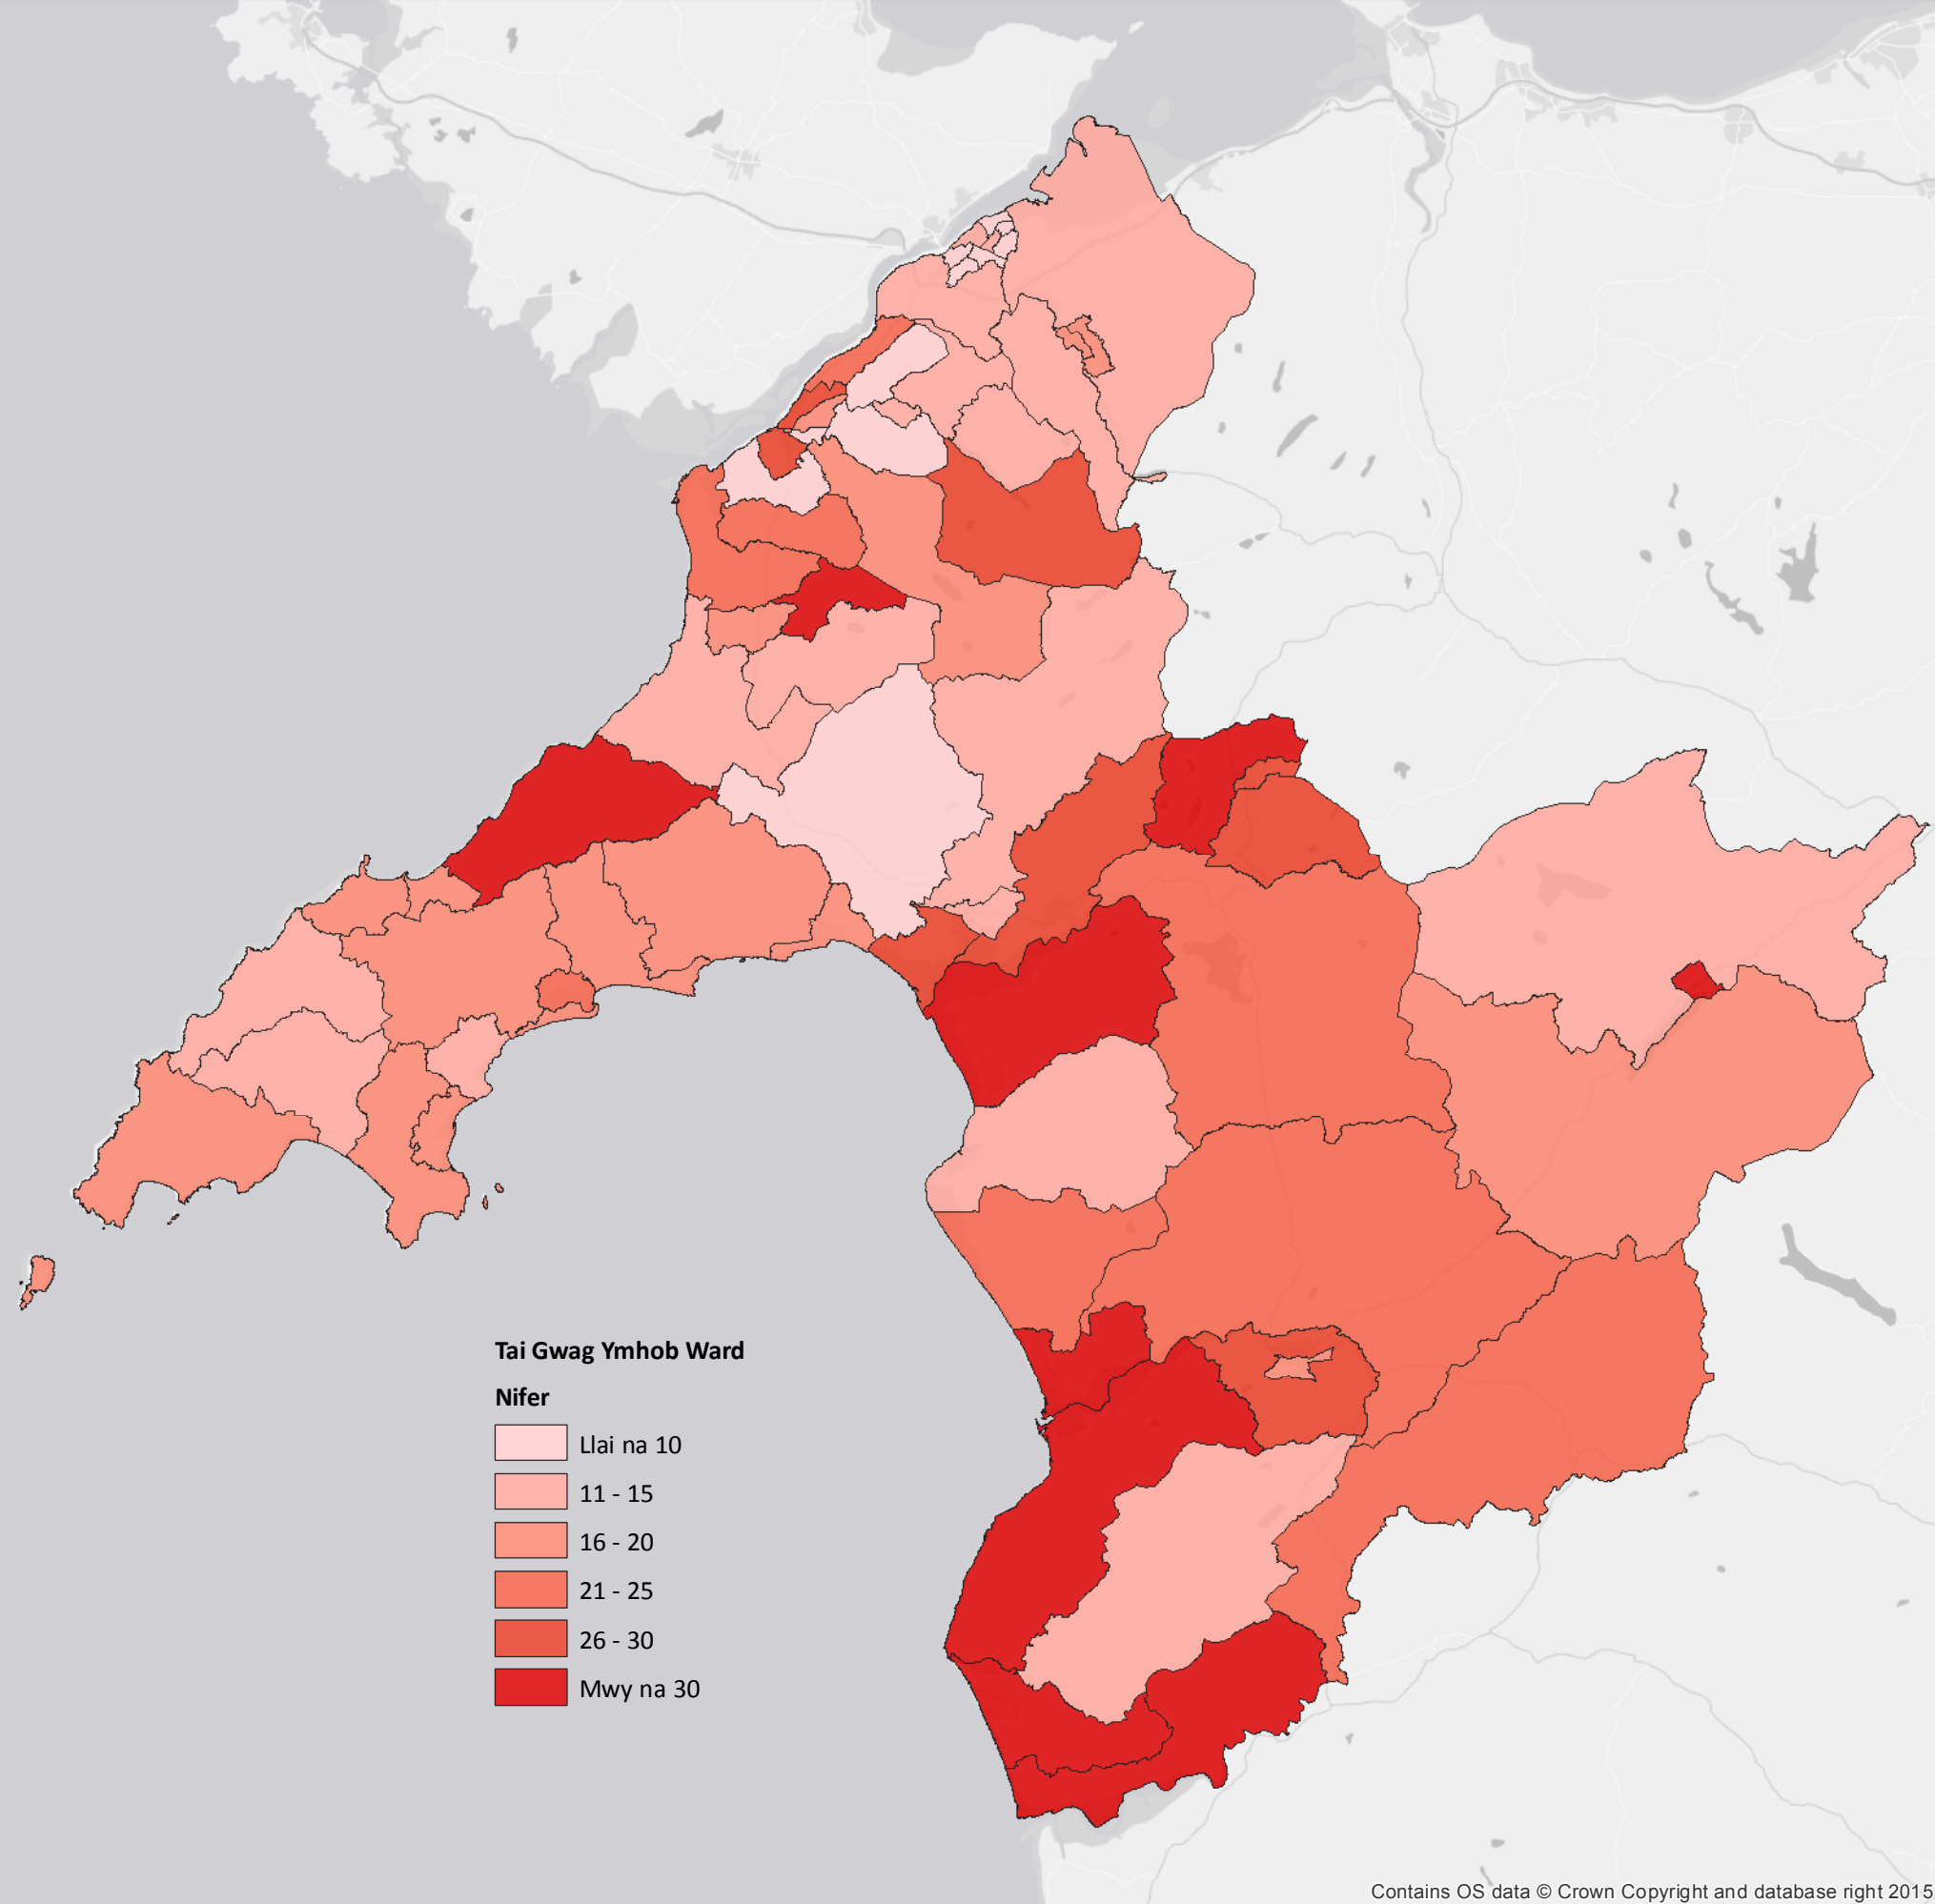 Tai Gwag Ymhob Ward
Nifer
Llai na 10
11 - 15
16 - 20
21 - 25
26 - 30
Mwy na 30
Contains OS data © Crown Copyright and database right 2015